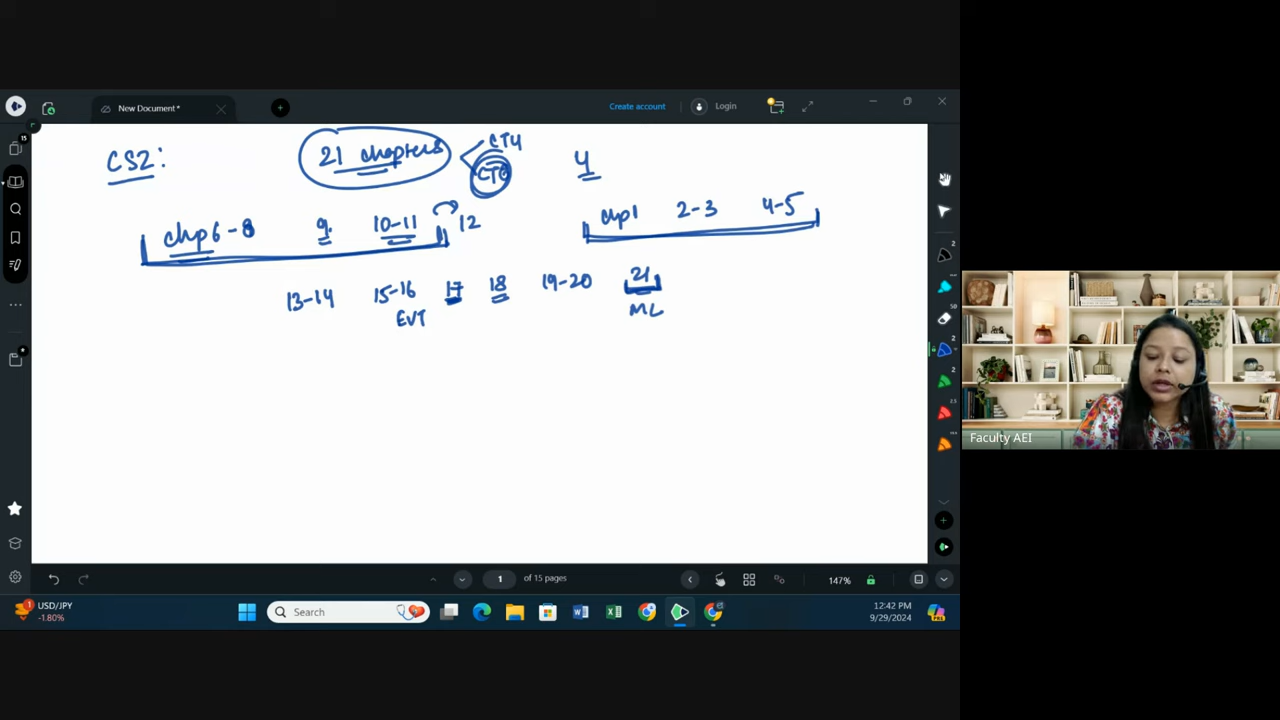 New Document*
Create account
Login
CS2:
21 chapters
CT4
CT6
4
chp 6-8
9.
10-11
12
chp1
2-3
4-5
13-14
15-16
17
18
19-20
21
EVT
ML
Faculty AEI
1
of 15 pages
147%
USD/JPY
-1.80%
Search
12:42 PM
9/29/2024